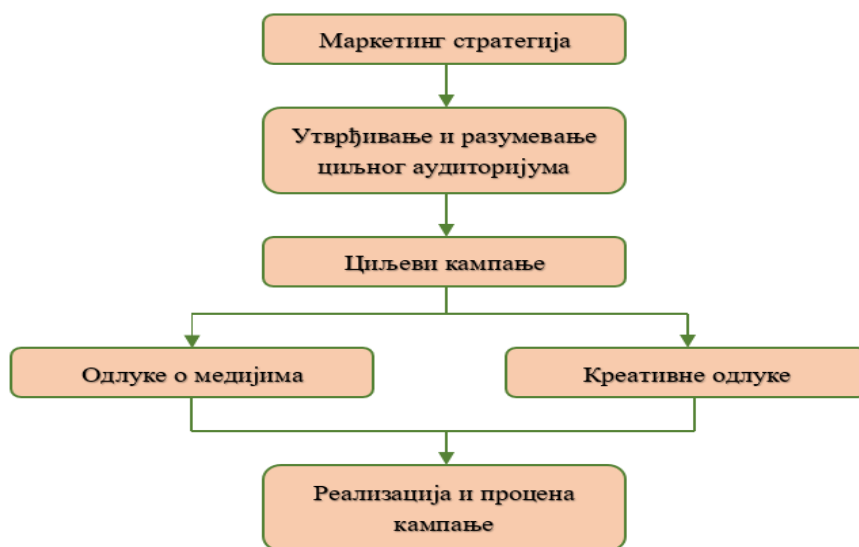 Маркетинг стратегија
Утврђивање и разумевање
циљног аудиторијума
Циљеви кампање
Одлуке о медијима
Креативне одлуке
Реализација и процена
кампање